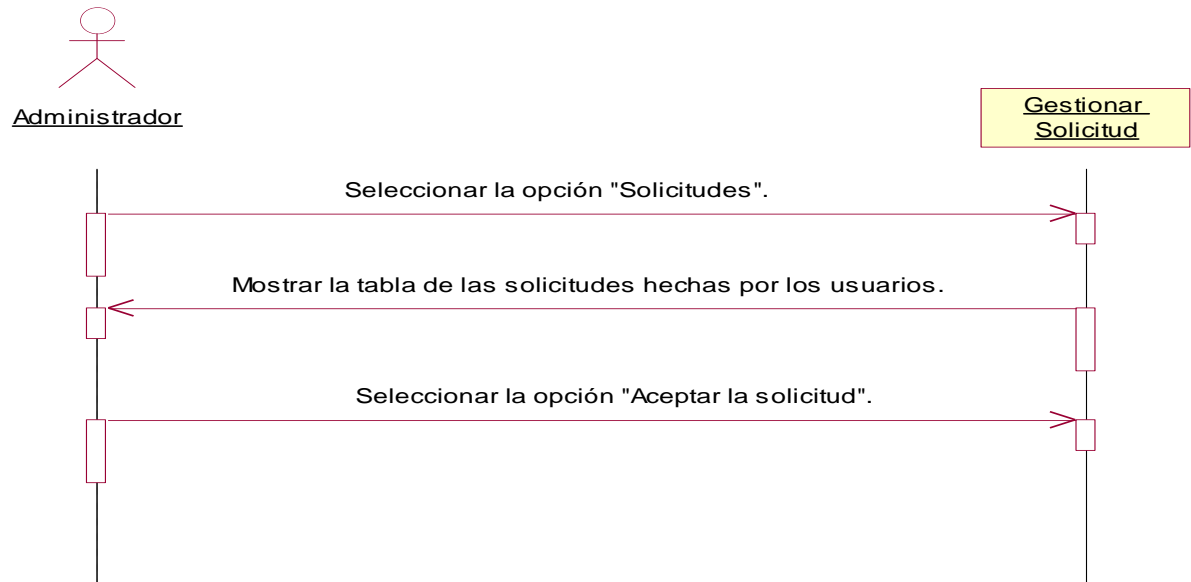 Administrador
Gestionar
Solicitud
Seleccionar la opción "Solicitudes".
Mostrar la tabla de las solicitudes hechas por los usuarios.
Seleccionar la opción "Aceptar la solicitud".